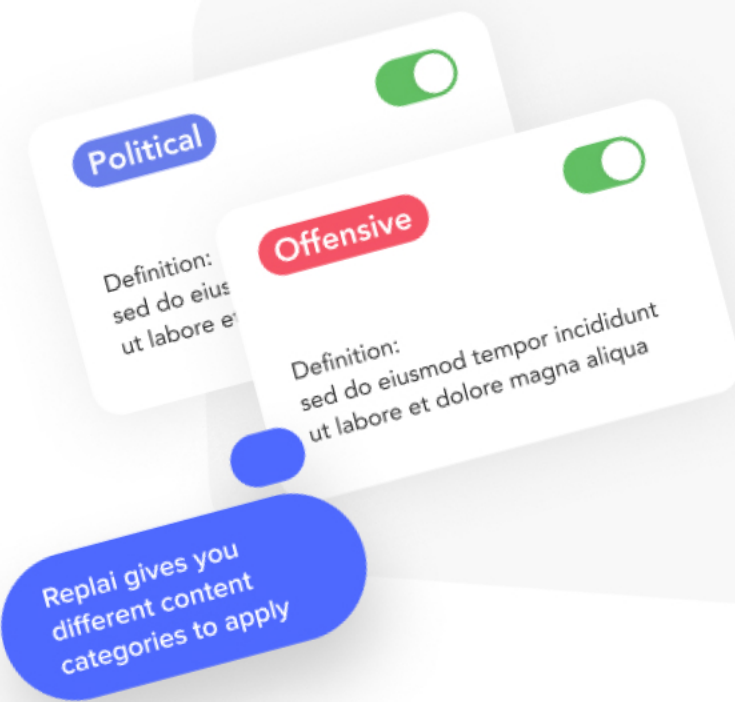 Political
Definition:
sed do eius
ut labore et
Offensive
Definition:
sed do eiusmod tempor incididunt
ut labore et dolore magna aliqua
Replai gives you
different content
categories to apply